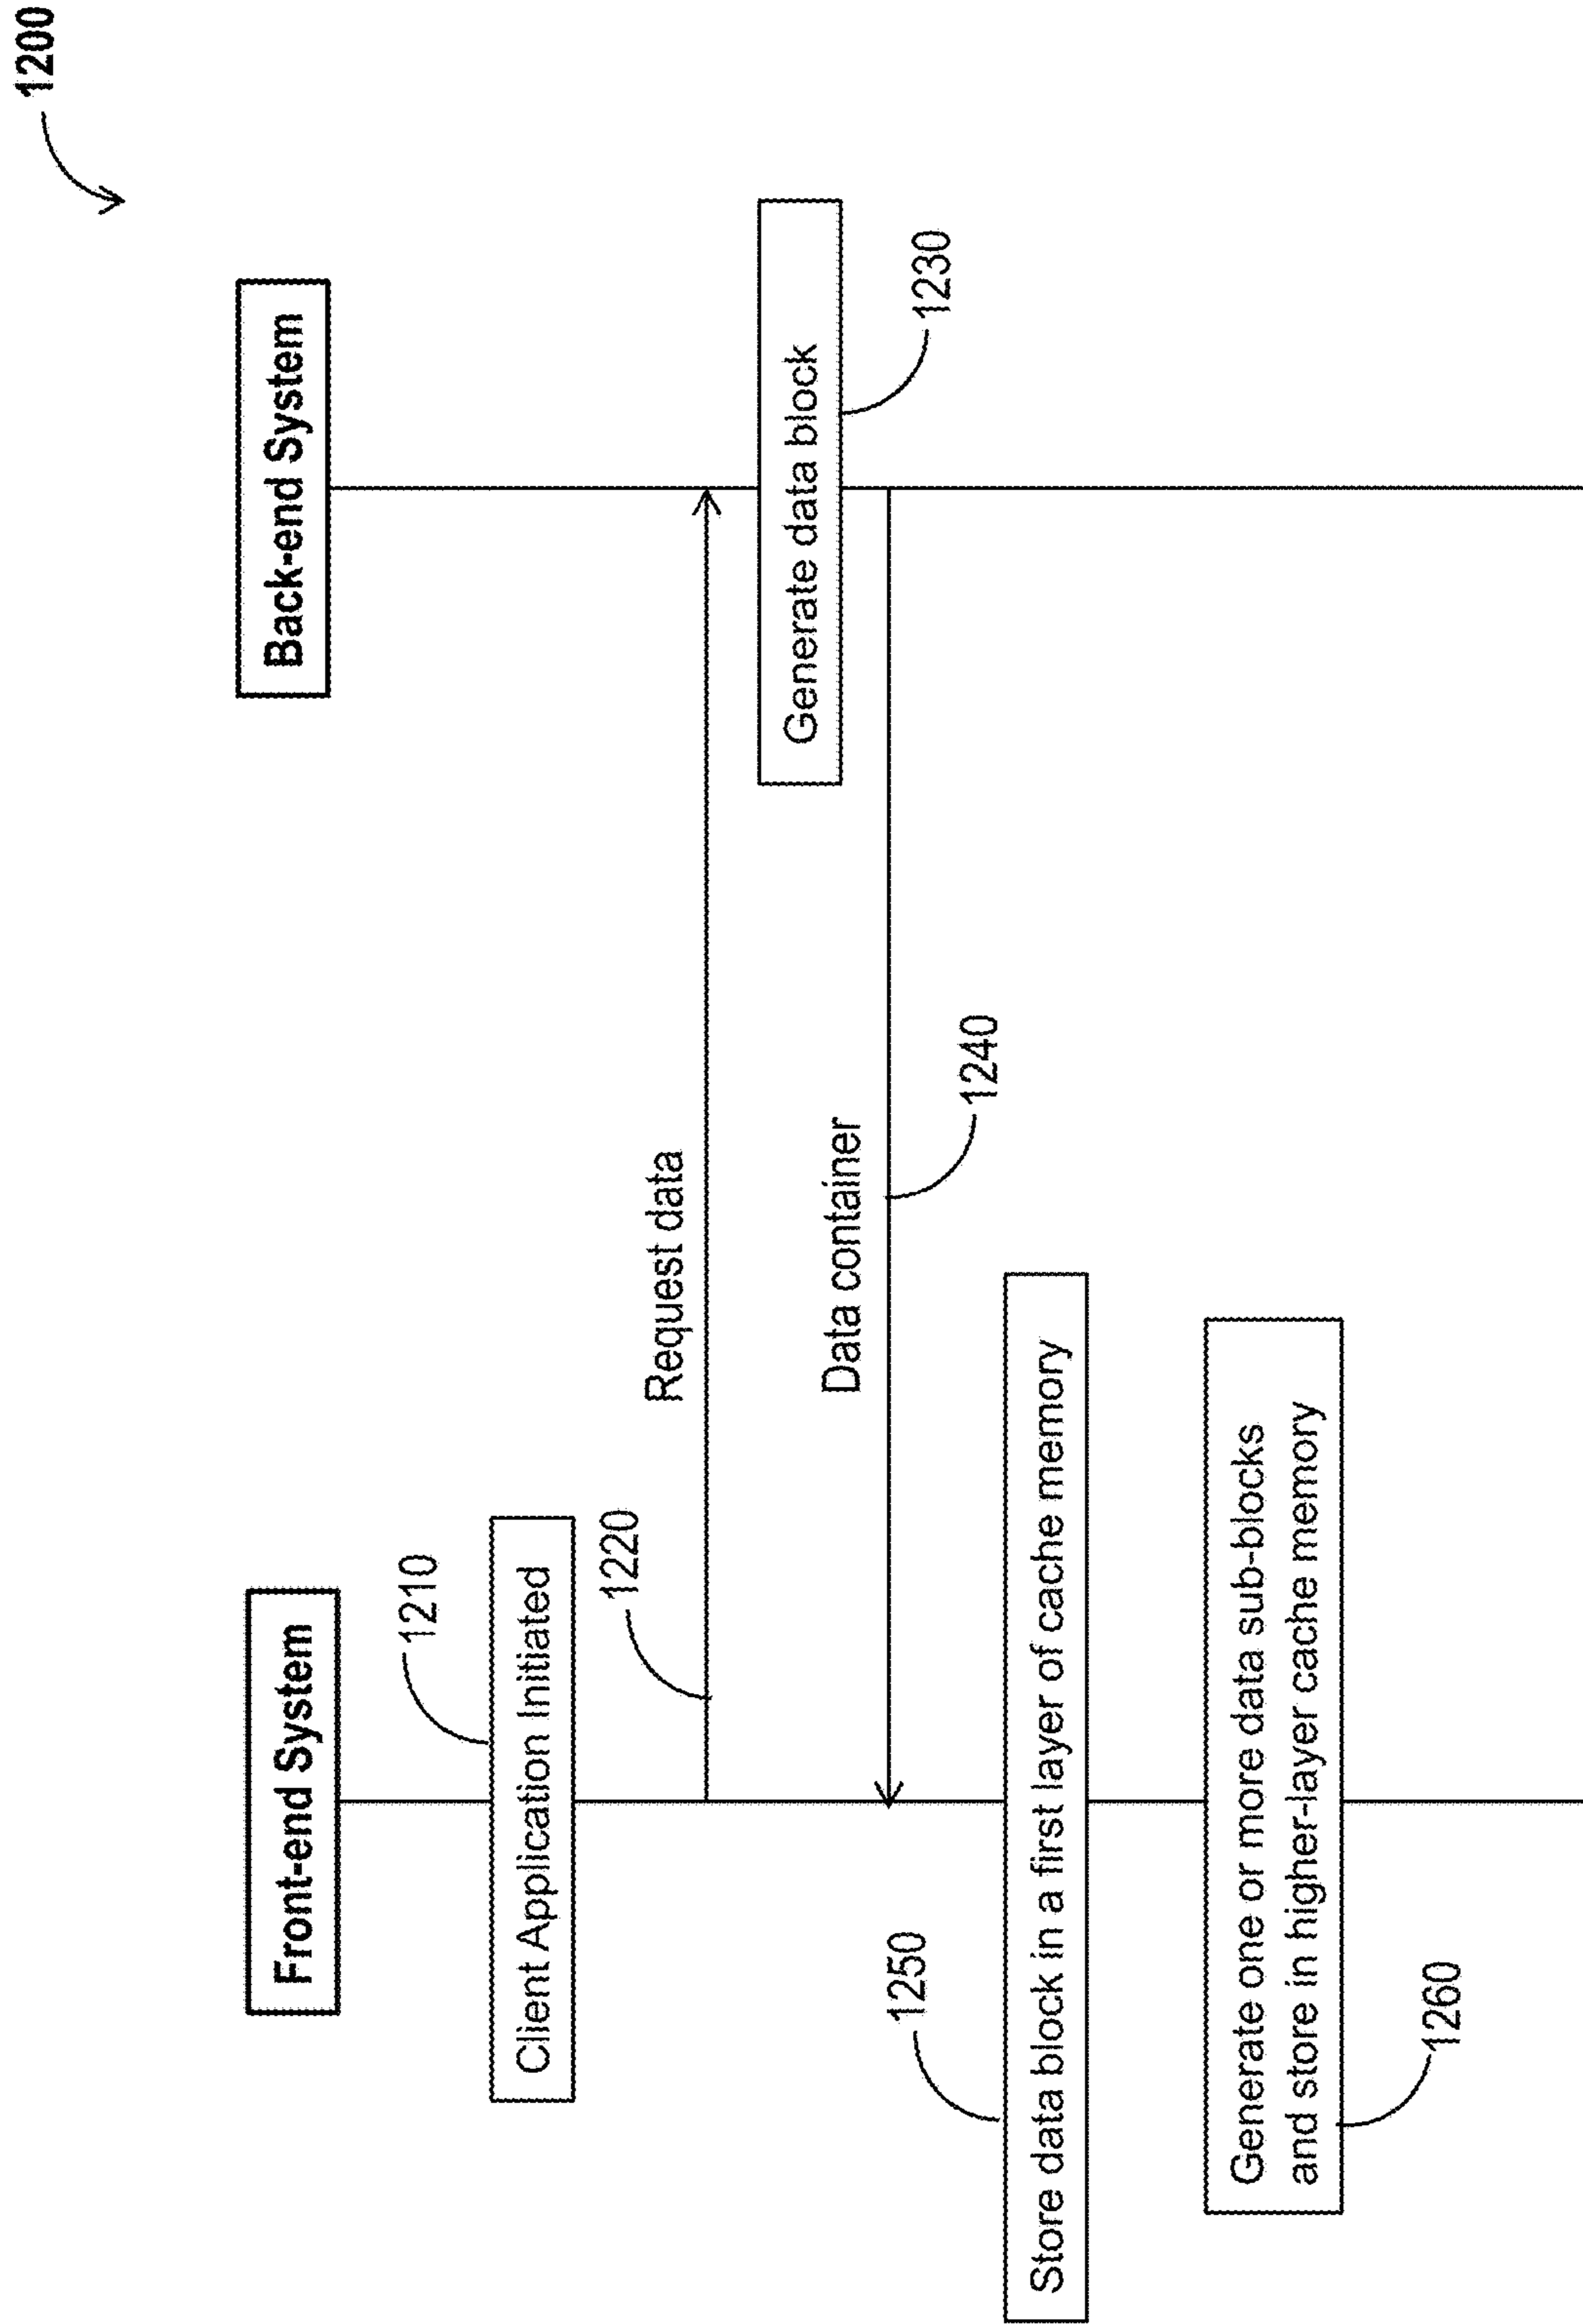 1200
Front-end System
Back-end System
1210
Client Application Initiated
1220
Request data
Generate data block
1230
Data container
1240
1250
Store data block in a first layer of cache memory
Generate one or more data sub-blocks
and store in higher-layer cache memory
1260